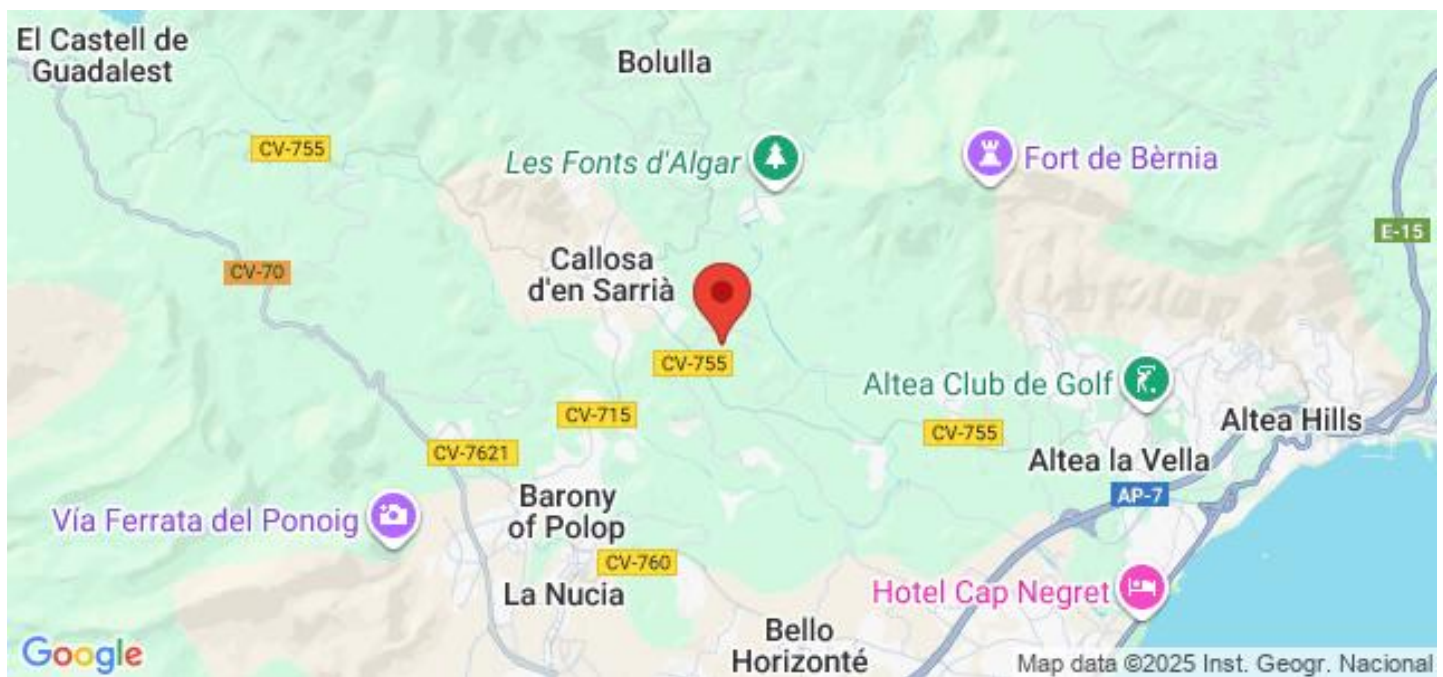 El Castell de
Guadalest
Bolulla
CV-755
Les Fonts d'Algar
Fort de Bèrnia
E-15
Callosa
d'en Sarrià
CV-70
CV-755
Altea Club de Golf
CV-715
Altea Hills
CV-755
CV-7621
Altea la Vella
AP-7
Barony
of Polop
Vía Ferrata del Ponoig
CV-760
La Nucia
Hotel Cap Negret
Bello
Horizonté
Google
Map data ©2025 Inst. Geogr. Nacional